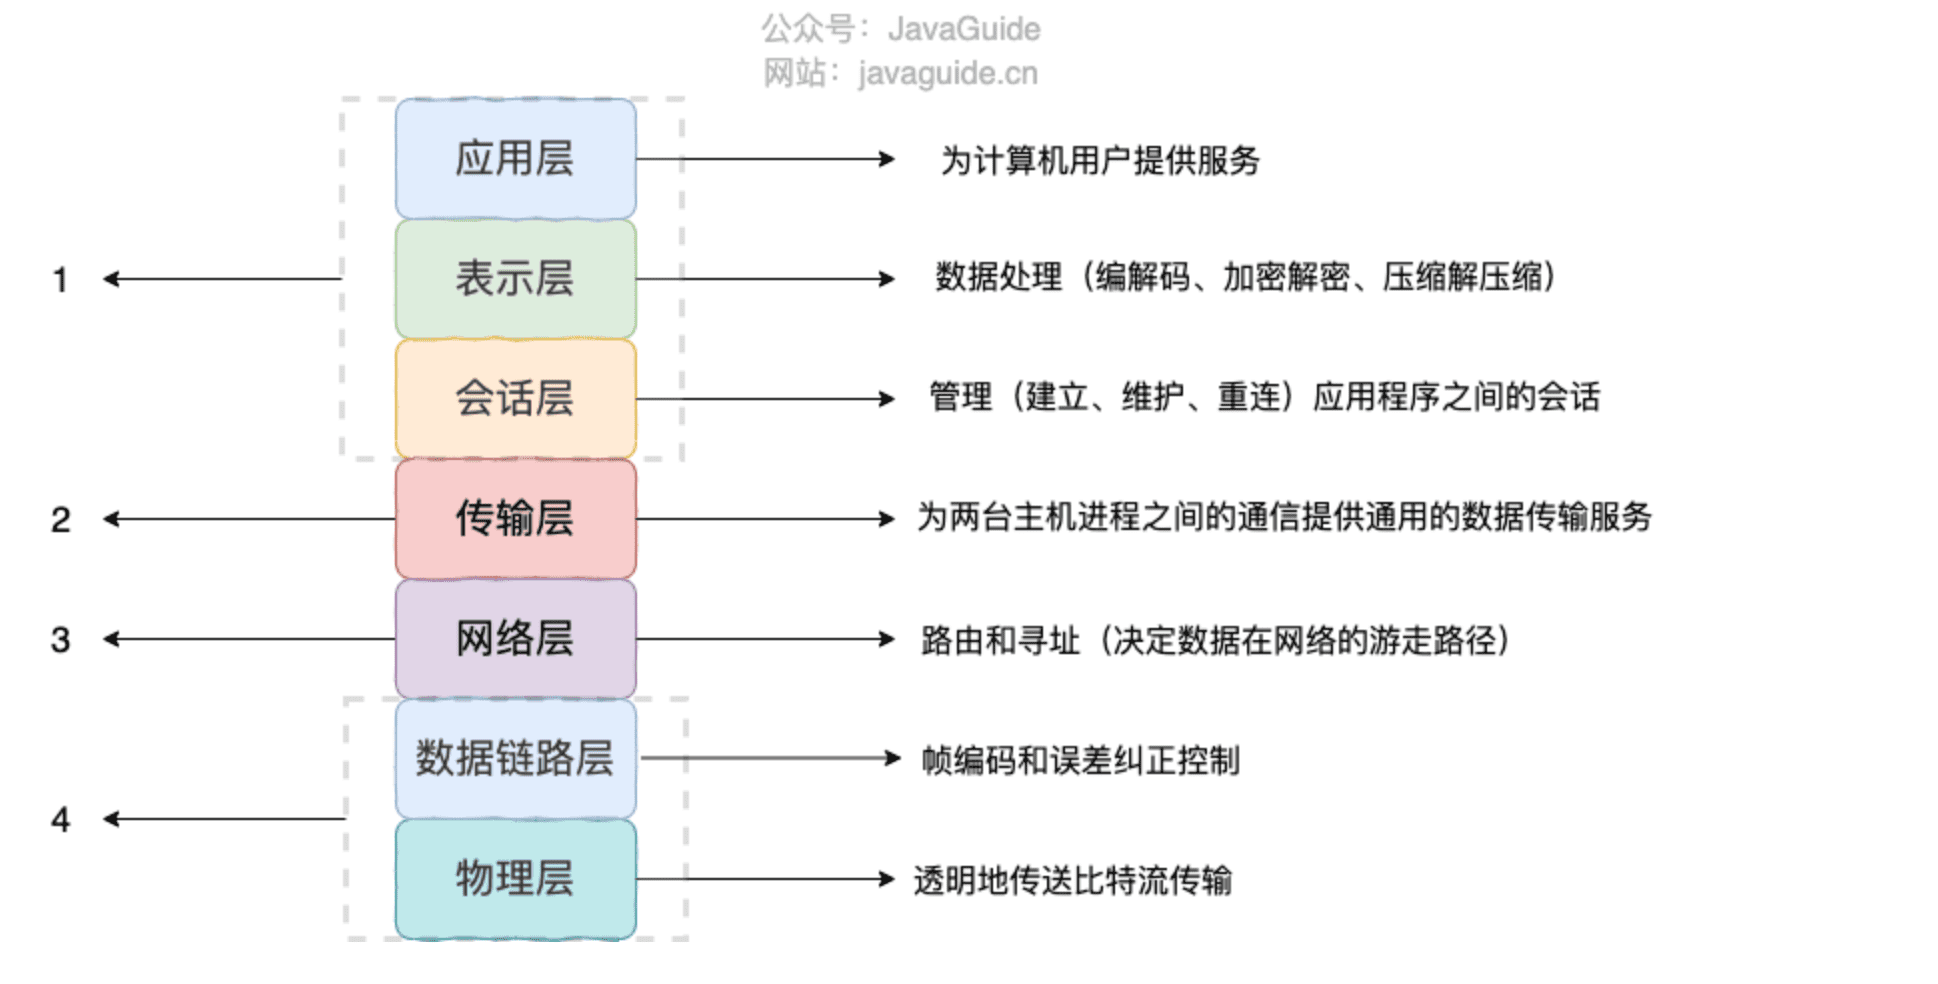 公众号：JavaGuide
网站：javaguide.cn
应用层
为计算机用户提供服务
1
表示层
数据处理（编解码、加密解密、压缩解压缩）
会话层
管理（建立、维护、重连）应用程序之间的会话
2
传输层
为两台主机进程之间的通信提供通用的数据传输服务
3
网络层
路由和寻址（决定数据在网络的游走路径）
数据链路层
帧编码和误差纠正控制
4
物理层
透明地传送比特流传输